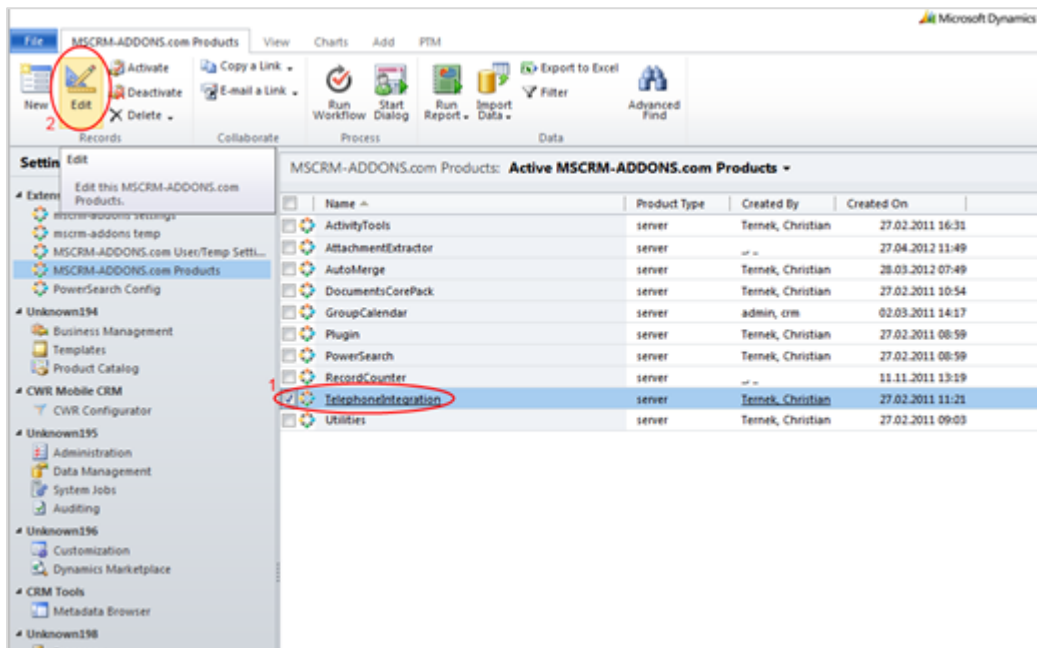 Microsoft Dynamics
File MSCRM-ADDONS.com Products View Charts Add PTM
New Edit Activate Deactivate Delete Copy a Link E-mail a Link Run Workflow Start Dialog Run Report Import Data Export to Excel Filter Advanced Find
2
Records Collaborate Process Data
Settin
Edit
Edit this MSCRM-ADDONS.com
Products.
MSCRM-ADDONS.com Products: Active MSCRM-ADDONS.com Products
Extens
mscrm-addons settings
mscrm-addons temp
MSCRM-ADDONS.com User/Temp Setti...
MSCRM-ADDONS.com Products
PowerSearch Config
Unknown194
Business Management
Templates
Product Catalog
CWR Mobile CRM
CWR Configurator
Unknown195
Administration
Data Management
System Jobs
Auditing
Unknown196
Customization
Dynamics Marketplace
CRM Tools
Metadata Browser
Unknown198
Name Product Type Created By Created On
ActivityTools server Ternek, Christian 27.02.2011 16:31
AttachmentExtractor server 27.04.2012 11:49
AutoMerge server Ternek, Christian 28.03.2012 07:49
DocumentsCorePack server Ternek, Christian 27.02.2011 10:54
GroupCalendar server admin, crm 02.03.2011 14:17
Plugin server Ternek, Christian 27.02.2011 08:59
PowerSearch server Ternek, Christian 27.02.2011 08:59
RecordCounter server 11.11.2011 13:19
1
TelephoneIntegration server Ternek, Christian 27.02.2011 11:21
Utilities server Ternek, Christian 27.02.2011 09:03